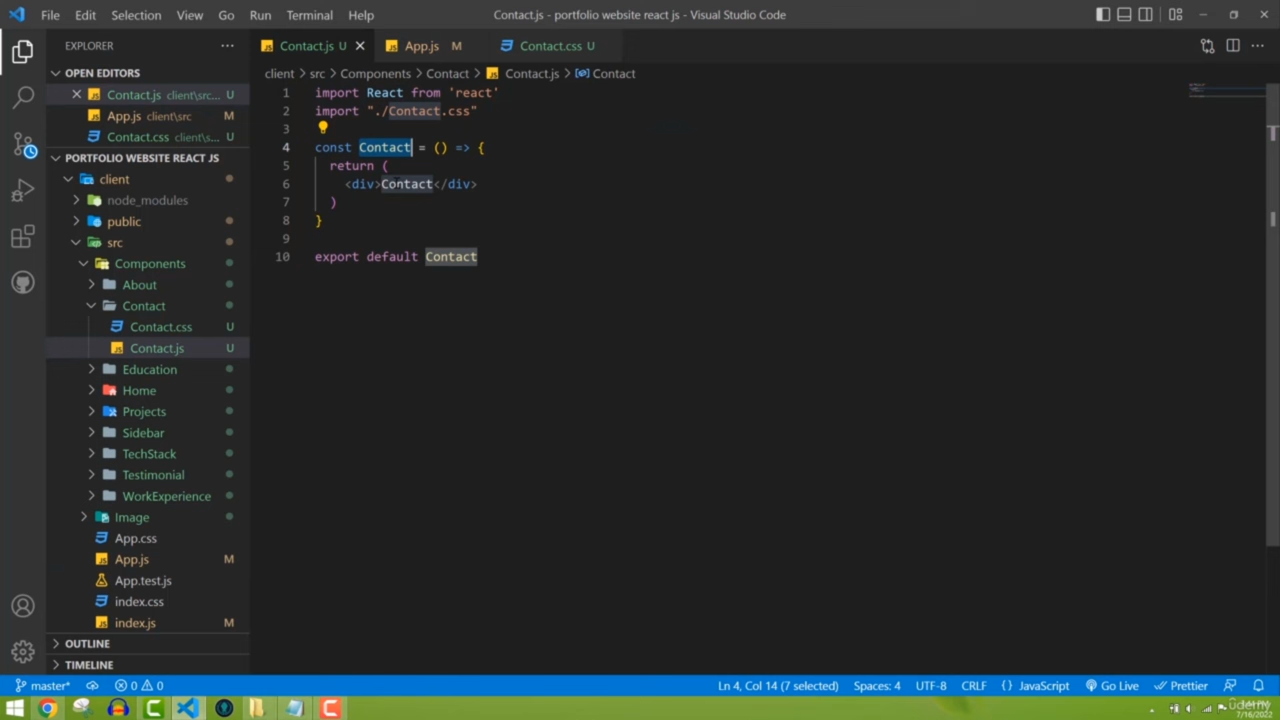 File Edit Selection View Go Run Terminal Help
Contact.js - portfolio website react js - Visual Studio Code
EXPLORER
OPEN EDITORS
Contact.js client\src... U
App.js client\src M
Contact.css client\s... U
PORTFOLIO WEBSITE REACT JS
client
node_modules
public
src
Components
About
Contact
Contact.css U
Contact.js U
Education
Home
Projects
Sidebar
TechStack
Testimonial
WorkExperience
Image
App.css
App.js M
App.test.js
index.css
index.js M
OUTLINE
TIMELINE
Contact.js U
App.js M
Contact.css U
client > src > Components > Contact > Contact.js > Contact
1 import React from 'react'
2 import "./Contact.css"
3
4 const Contact = () => {
5 return (
6 <div>Contact</div>
7 )
8 }
9
10 export default Contact
master* 0 0
Ln 4, Col 14 (7 selected) Spaces: 4 UTF-8 CRLF {} JavaScript Go Live Prettier
udemy
7/16/2022